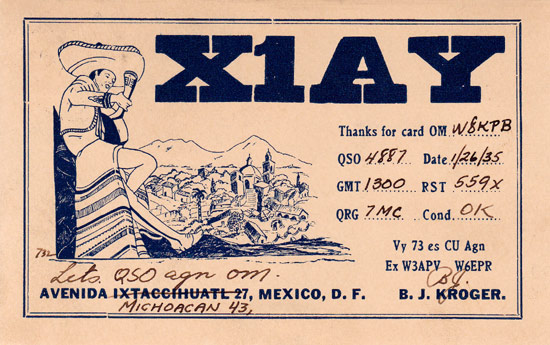 X1AY
Thanks for card OM W8KPB
QSO 4887 Date 1/26/35
GMT 1300 RST 559X
QRG 7MC Cond. OK
Vy 73 es CU Agn
Ex W3APV W6EPR
732
Lets QSO agn om.
BJ.
AVENIDA IXTACCIHUATL 27, MEXICO, D. F. B. J. KROGER.
MICHOACAN 43,